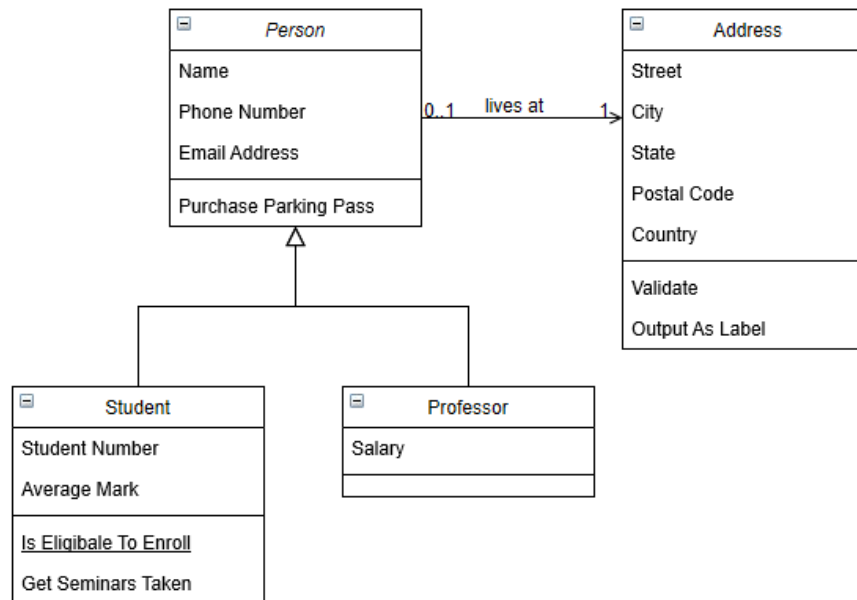 Person
Name
Phone Number
Email Address
Purchase Parking Pass
0..1 lives at 1
Address
Street
City
State
Postal Code
Country
Validate
Output As Label
Student
Student Number
Average Mark
Is Eligibale To Enroll
Get Seminars Taken
Professor
Salary